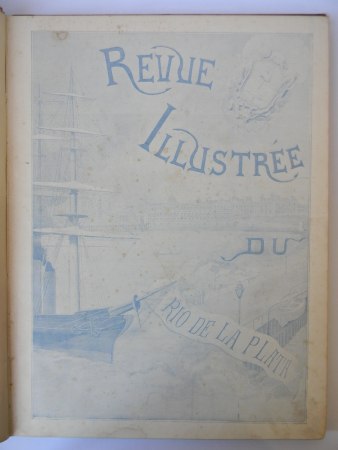 REVUE
ILLUSTRÉE
DU
RIO DE LA PLATA